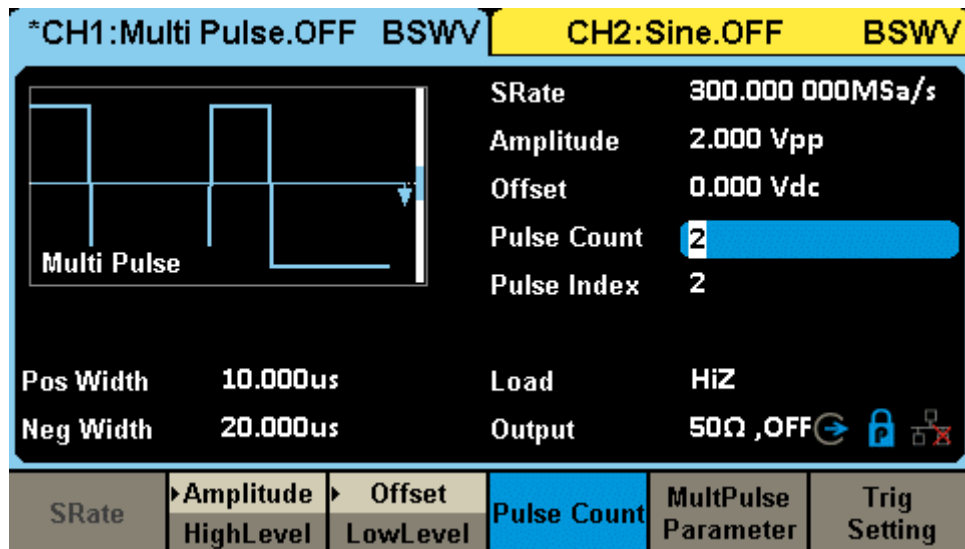 *CH1:Multi Pulse.OFF BSWV
CH2:Sine.OFF BSWV
Multi Pulse
SRate 300.000 000MSa/s
Amplitude 2.000 Vpp
Offset 0.000 Vdc
Pulse Count 2
Pulse Index 2
Pos Width 10.000us
Neg Width 20.000us
Load HiZ
Output 50Ω ,OFF
P
SRate
Amplitude
HighLevel
Offset
LowLevel
Pulse Count
MultPulse
Parameter
Trig
Setting